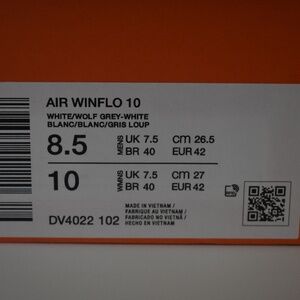 AIR WINFLO 10
WHITE/WOLF GREY-WHITE
BLANC/BLANC/GRIS LOUP
8.5 MENS UK 7.5 CM 26.5
BR 40 EUR 42
10 WMNS UK 7.5 CM 27
BR 40 EUR 42
DV4022 102
MADE IN VIETNAM /
FABRIQUÉ AU VIETNAM /
FABRICADO NO VIETNÃ /
HECHO EN VIETNAM